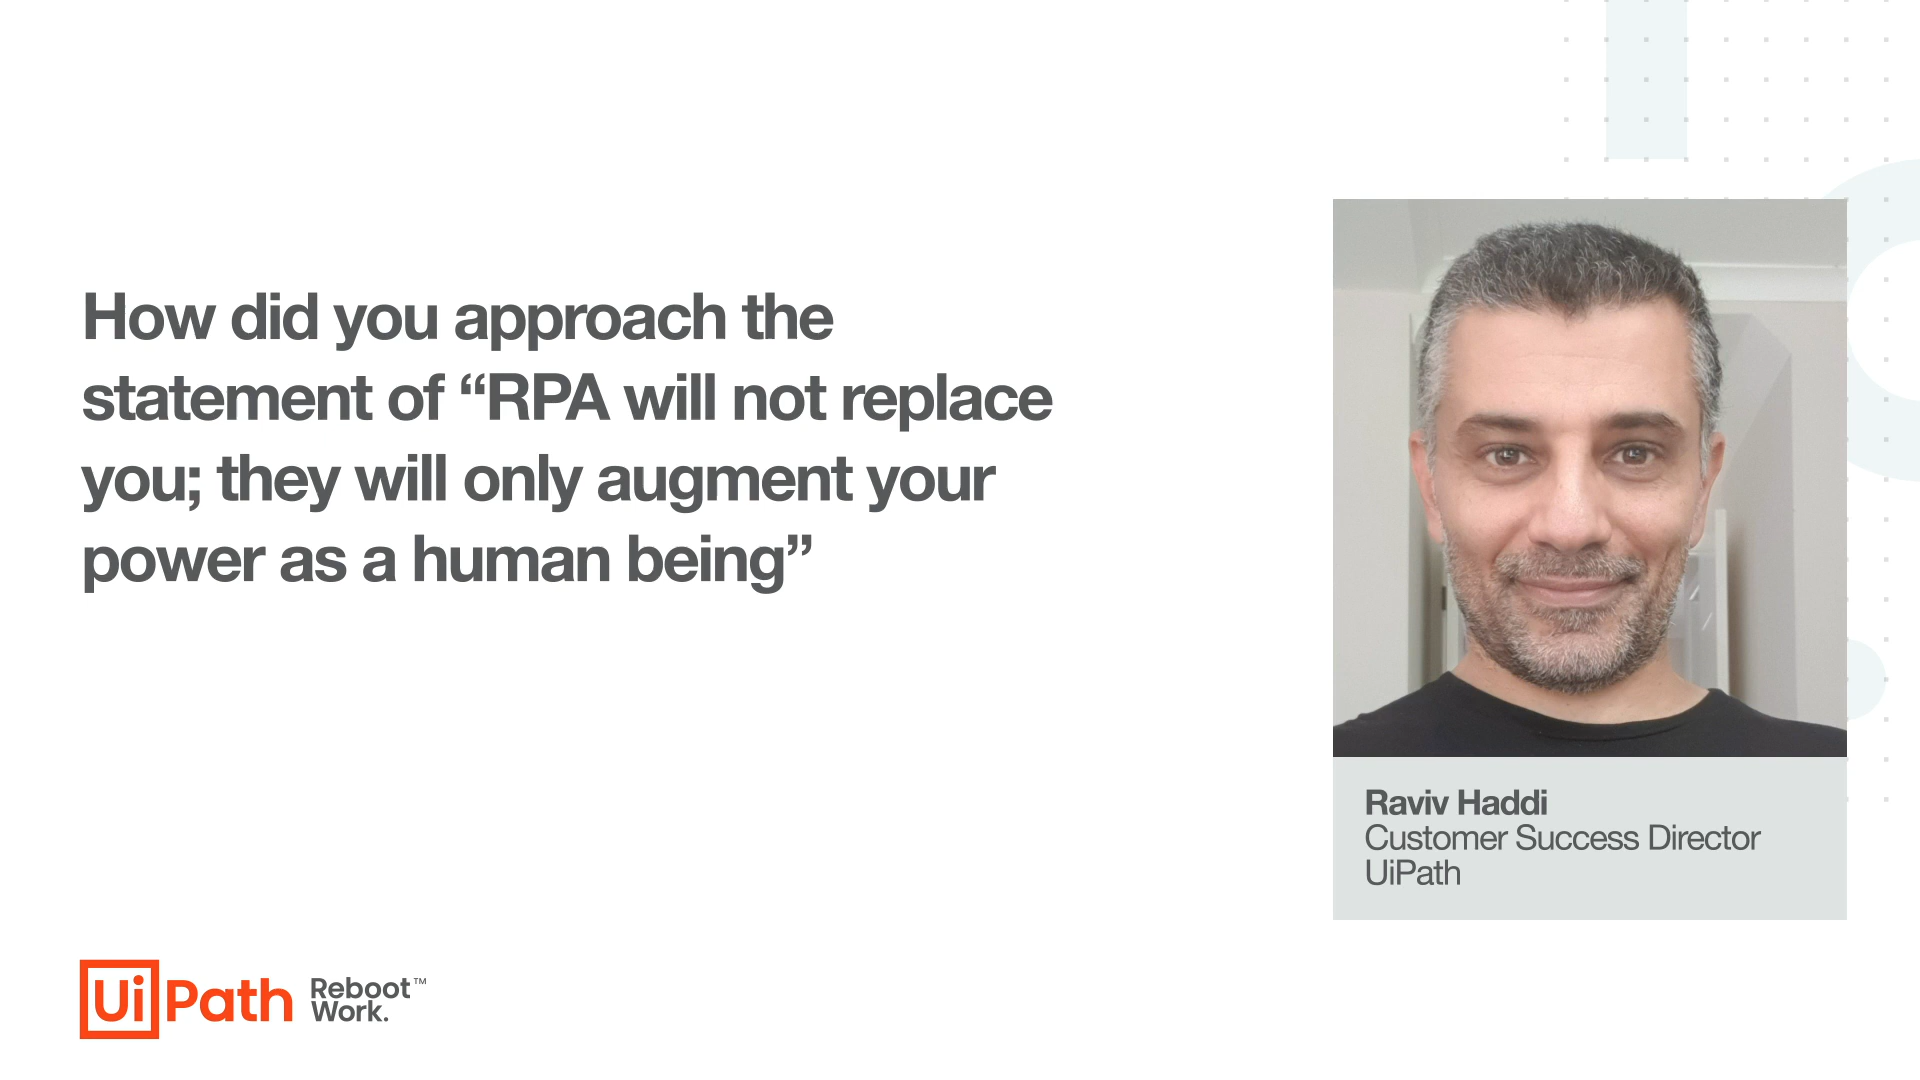 How did you approach the
statement of “RPA will not replace
you; they will only augment your
power as a human being”
Raviv Haddi
Customer Success Director
UiPath
UiPath
Reboot™
Work.